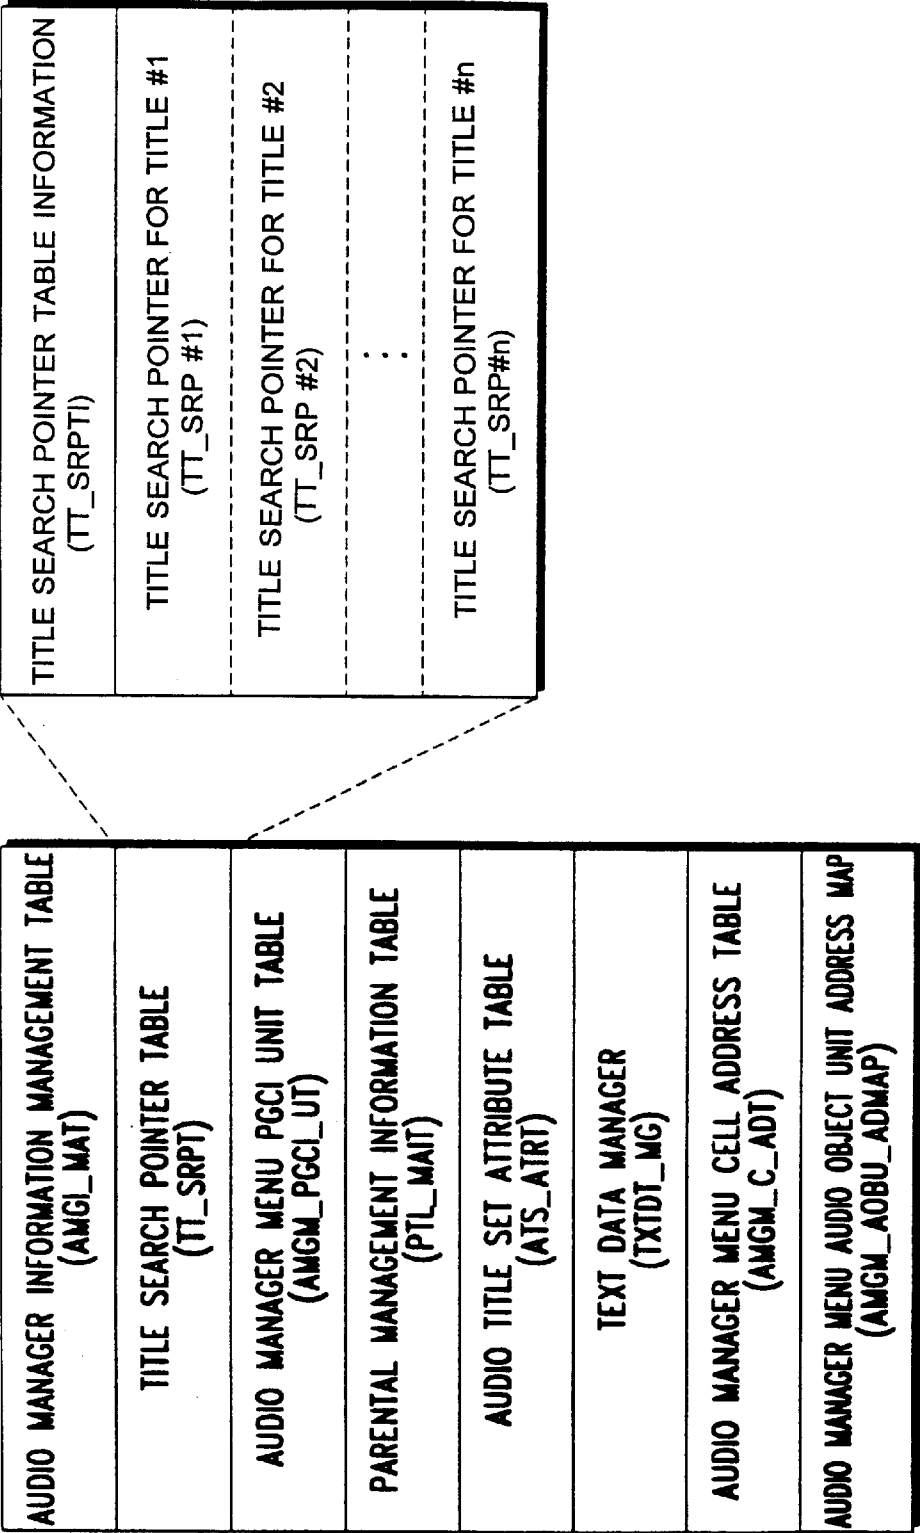 AUDIO MANAGER INFORMATION MANAGEMENT TABLE
(AMGI_MAT)
TITLE SEARCH POINTER TABLE
(TT_SRPT)
AUDIO MANAGER MENU PGCI UNIT TABLE
(AMGM_PGCI_UT)
PARENTAL MANAGEMENT INFORMATION TABLE
(PTL_MAIT)
AUDIO TITLE SET ATTRIBUTE TABLE
(ATS_ATRT)
TEXT DATA MANAGER
(TXTDT_MG)
AUDIO MANAGER MENU CELL ADDRESS TABLE
(AMGM_C_ADT)
AUDIO MANAGER MENU AUDIO OBJECT UNIT ADDRESS MAP
(AMGM_AOBU_ADMAP)
TITLE SEARCH POINTER TABLE INFORMATION
(TT_SRPTI)
TITLE SEARCH POINTER FOR TITLE #1
(TT_SRP #1)
TITLE SEARCH POINTER FOR TITLE #2
(TT_SRP #2)
...
TITLE SEARCH POINTER FOR TITLE #n
(TT_SRP#n)